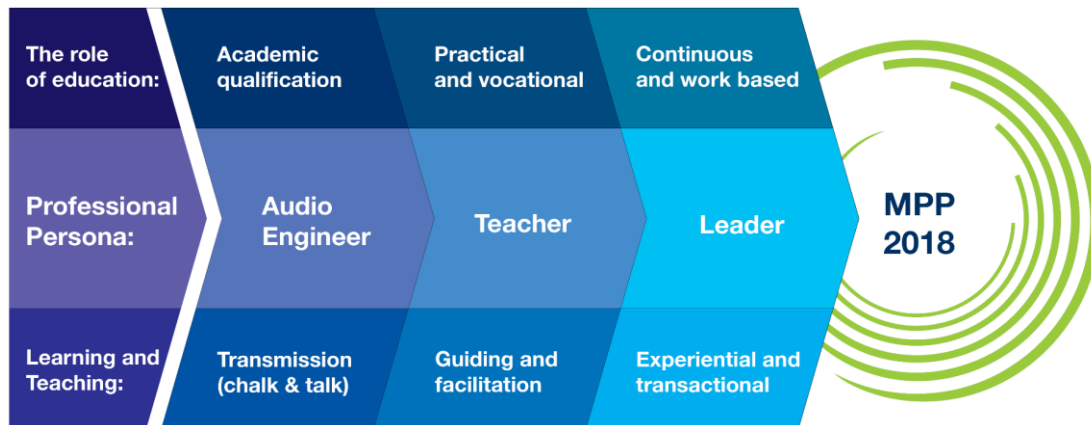 The role
of education:
Academic
qualification
Practical
and vocational
Continuous
and work based
Professional
Persona:
Audio
Engineer
Teacher
Leader
MPP
2018
Learning and
Teaching:
Transmission
(chalk & talk)
Guiding and
facilitation
Experiential and
transactional